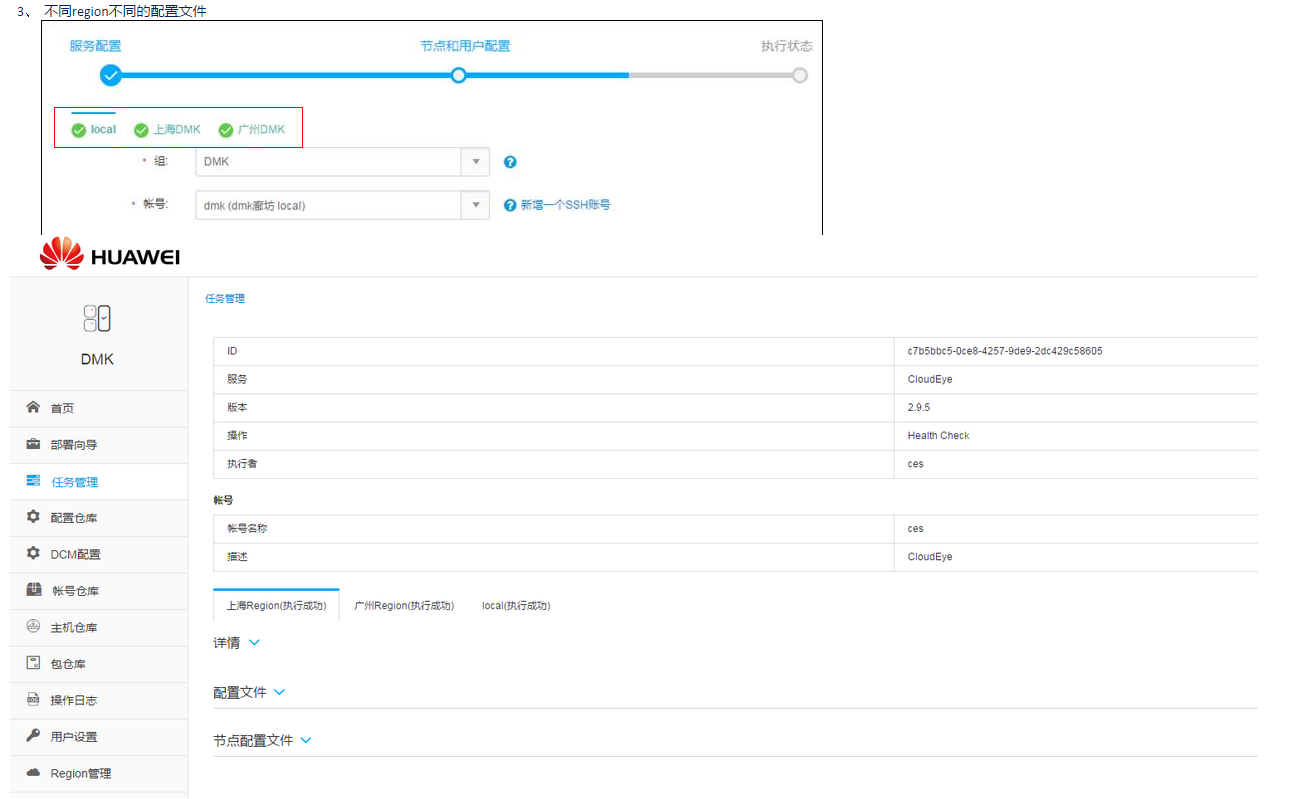 3、 不同region不同的配置文件
服务配置 节点和用户配置 执行状态
local 上海DMK 广州DMK
* 组: DMK
* 帐号: dmk (dmk廊坊 local) 新增一个SSH账号
HUAWEI
DMK
首页
部署向导
任务管理
配置仓库
DCM配置
帐号仓库
主机仓库
包仓库
操作日志
用户设置
Region管理
任务管理
ID c7b5bbc5-0ce8-4257-9de9-2dc429c58605
服务 CloudEye
版本 2.9.5
操作 Health Check
执行者 ces
帐号
帐号名称 ces
描述 CloudEye
上海Region(执行成功) 广州Region(执行成功) local(执行成功)
详情
配置文件
节点配置文件